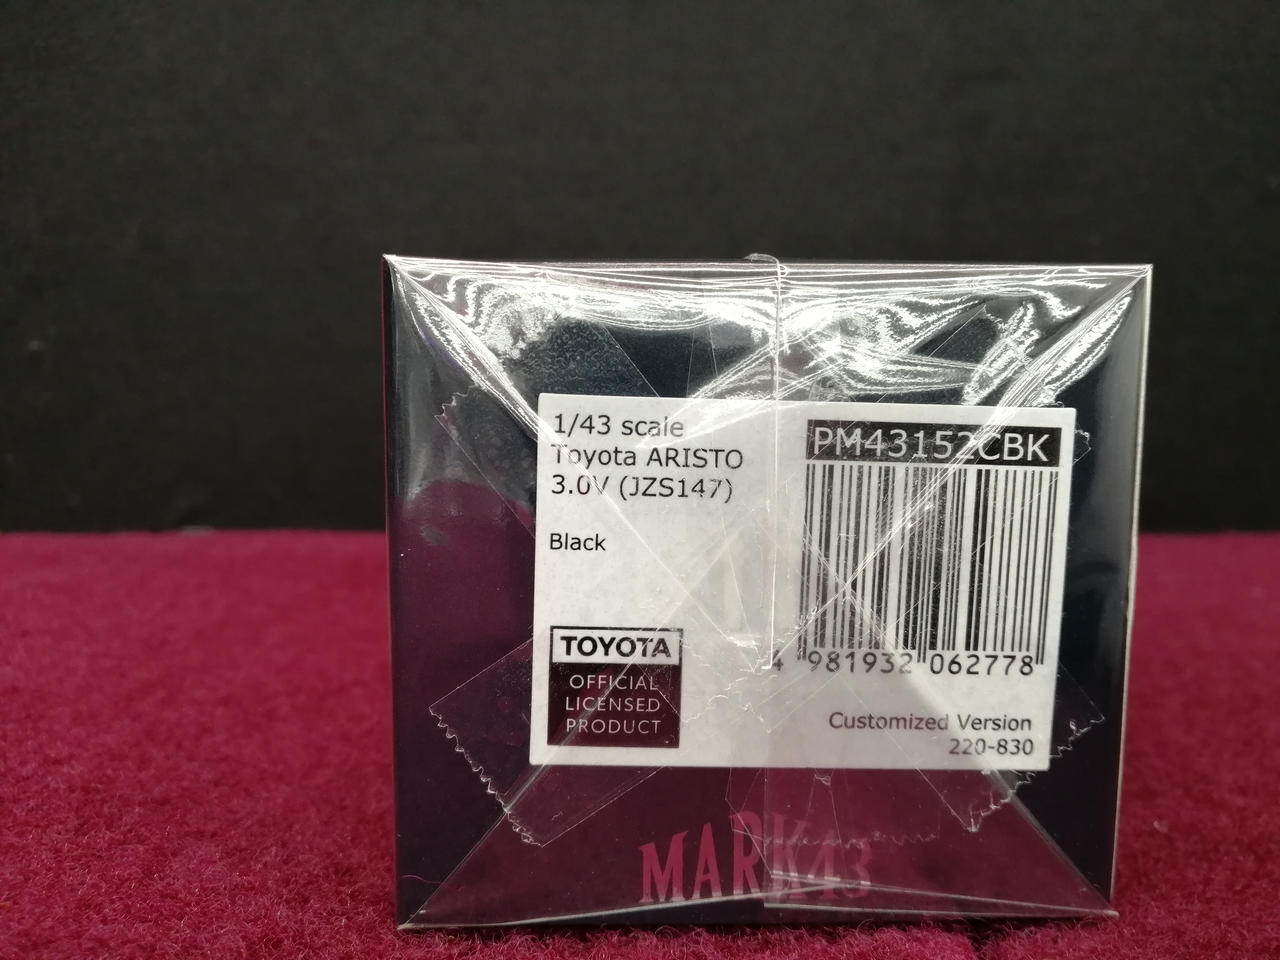 1/43 scale
Toyota ARISTO
3.0V (JZS147)
Black
TOYOTA
OFFICIAL
LICENSED
PRODUCT
PM43152CBK
4 981932 062778
Customized Version
220-830
MARK43